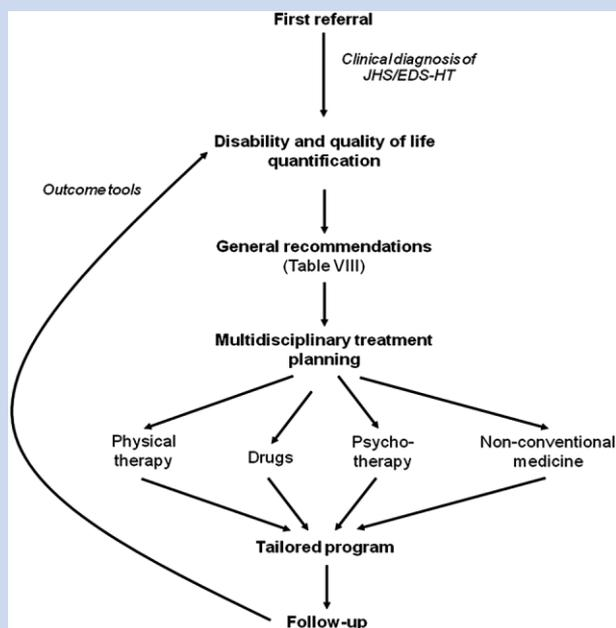 First referral
Clinical diagnosis of
JHS/EDS-HT
Disability and quality of life
quantification
Outcome tools
General recommendations
(Table VIII)
Multidisciplinary treatment
planning
Physical
therapy
Drugs
Psycho-
therapy
Non-conventional
medicine
Tailored program
Follow-up